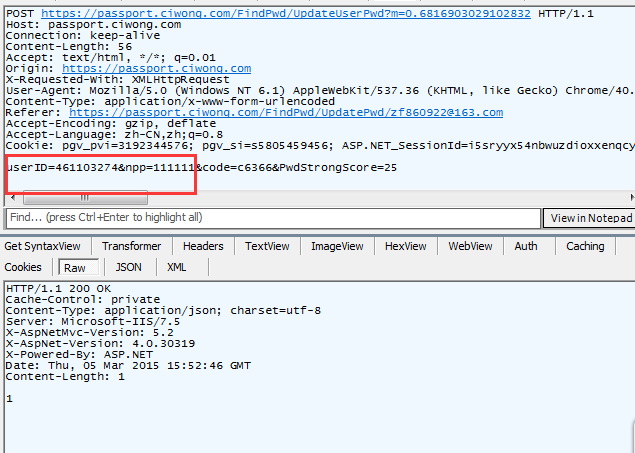 POST https://passport.ciwong.com/FindPwd/UpdateUserPwd?m=0.6816903029102832 HTTP/1.1
Host: passport.ciwong.com
Connection: keep-alive
Content-Length: 56
Accept: text/html, */*; q=0.01
Origin: https://passport.ciwong.com
X-Requested-With: XMLHttpRequest
User-Agent: Mozilla/5.0 (Windows NT 6.1) AppleWebKit/537.36 (KHTML, like Gecko) Chrome/40.
Content-Type: application/x-www-form-urlencoded
Referer: https://passport.ciwong.com/FindPwd/UpdatePwd/zf860922@163.com
Accept-Encoding: gzip, deflate
Accept-Language: zh-CN,zh;q=0.8
Cookie: pgv_pvi=3192344576; pgv_si=s5805459456; ASP.NET_SessionId=i5sryyx54nbwuzdioxxenqcy
userID=461103274&npp=111111&code=c6366&PwdStrongScore=25
Find... (press Ctrl+Enter to highlight all) View in Notepad
Get SyntaxView Transformer Headers TextView ImageView HexView WebView Auth Caching
Cookies Raw JSON XML
HTTP/1.1 200 OK
Cache-Control: private
Content-Type: application/json; charset=utf-8
Server: Microsoft-IIS/7.5
X-AspNetMvc-Version: 5.2
X-AspNet-Version: 4.0.30319
X-Powered-By: ASP.NET
Date: Thu, 05 Mar 2015 15:52:46 GMT
Content-Length: 1
1